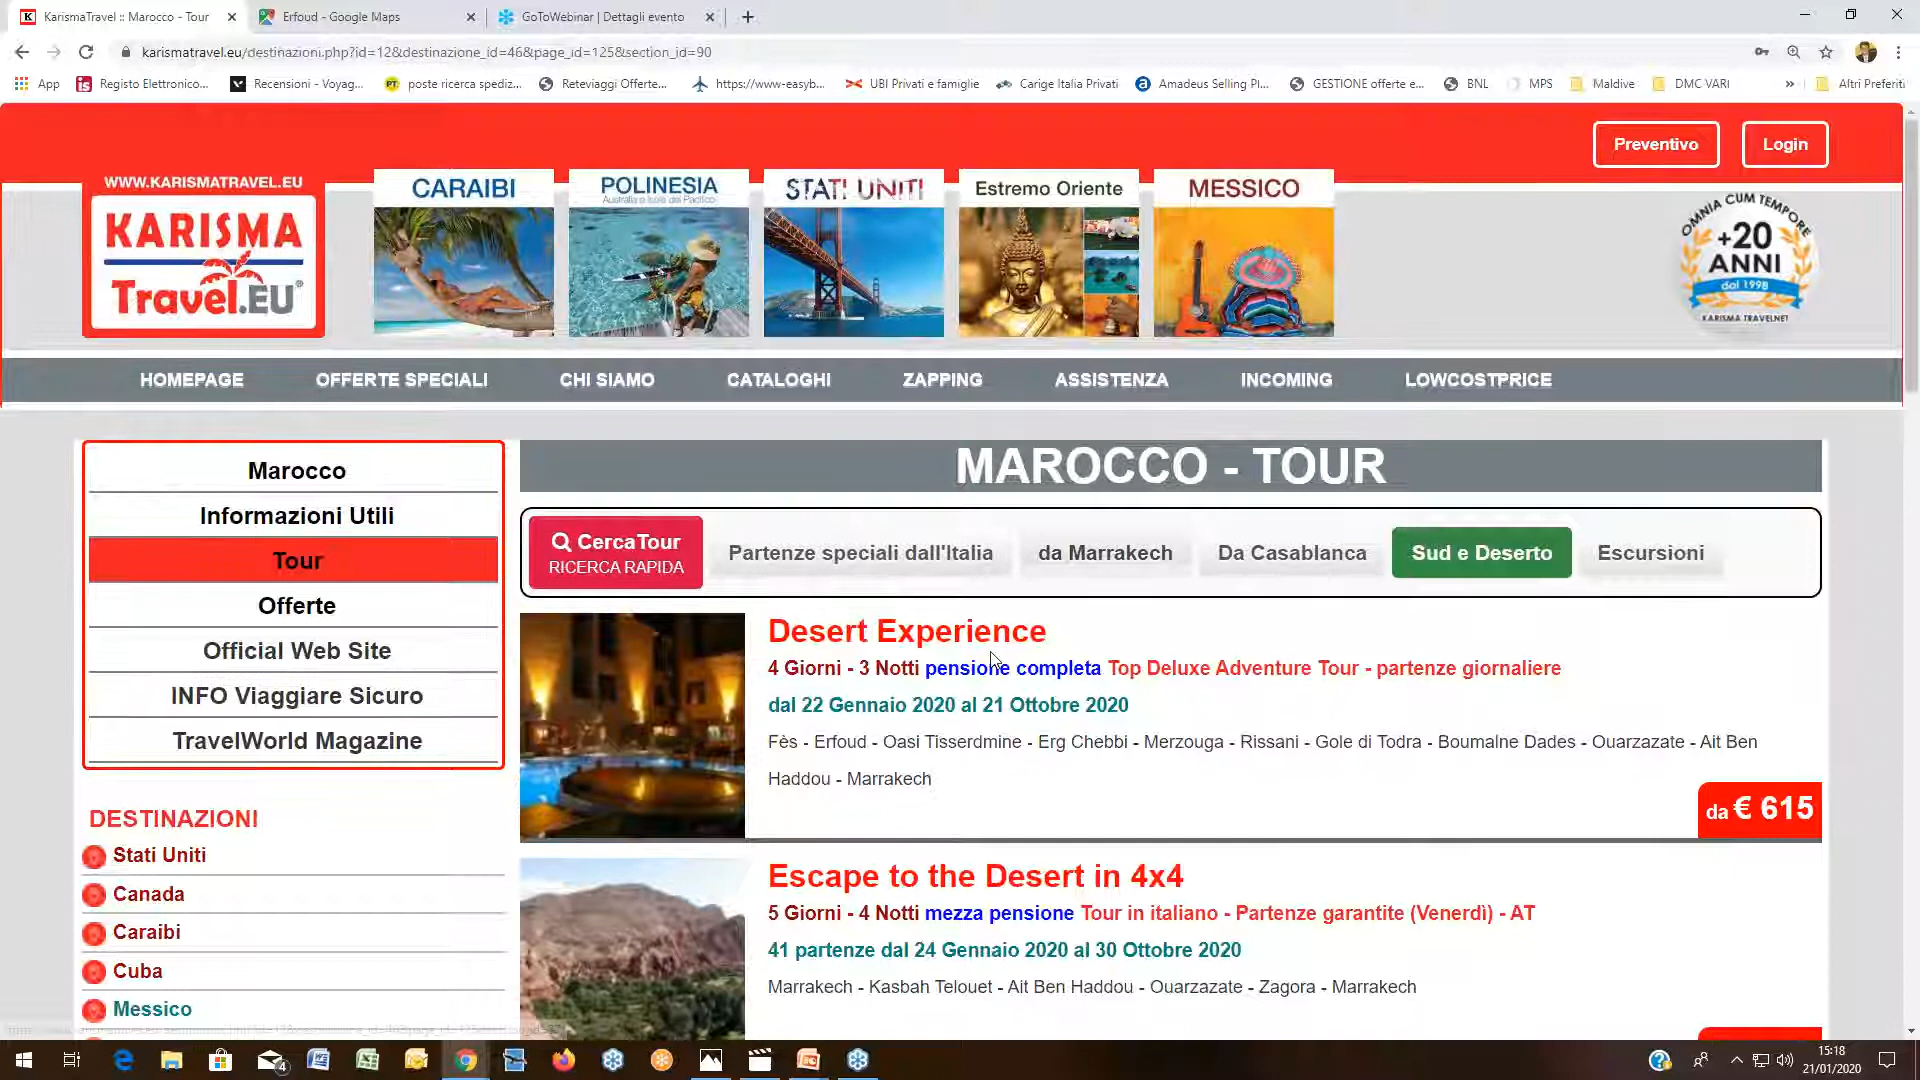 KarismaTravel :: Marocco - Tour
Erfoud - Google Maps
GoToWebinar | Dettagli evento
karismatravel.eu/destinazioni.php?id=12&destinazione_id=46&page_id=125&section_id=90
App
Registo Elettronico...
Recensioni - Voyag...
poste ricerca spediz...
Reteviaggi Offerte...
https://www-easyb...
UBI Privati e famiglie
Carige Italia Privati
Amadeus Selling Pl...
GESTIONE offerte e...
BNL
MPS
Maldive
DMC VARI
»
Altri Preferiti
Preventivo
Login
WWW.KARISMATRAVEL.EU
KARISMA
Travel.EU®
CARAIBI
POLINESIA
Australia e Isole del Pacifico
STATI UNITI
Estremo Oriente
MESSICO
OMNIA CUM TEMPORE
+20
ANNI
dal 1998
KARISMA TRAVELNET
HOMEPAGE
OFFERTE SPECIALI
CHI SIAMO
CATALOGHI
ZAPPING
ASSISTENZA
INCOMING
LOWCOSTPRICE
Marocco
Informazioni Utili
Tour
Offerte
Official Web Site
INFO Viaggiare Sicuro
TravelWorld Magazine
DESTINAZIONI
Stati Uniti
Canada
Caraibi
Cuba
Messico
MAROCCO - TOUR
CercaTour
RICERCA RAPIDA
Partenze speciali dall'Italia
da Marrakech
Da Casablanca
Sud e Deserto
Escursioni
Desert Experience
4 Giorni - 3 Notti pensione completa Top Deluxe Adventure Tour - partenze giornaliere
dal 22 Gennaio 2020 al 21 Ottobre 2020
Fès - Erfoud - Oasi Tisserdmine - Erg Chebbi - Merzouga - Rissani - Gole di Todra - Boumalne Dades - Ouarzazate - Ait Ben
Haddou - Marrakech
da € 615
Escape to the Desert in 4x4
5 Giorni - 4 Notti mezza pensione Tour in italiano - Partenze garantite (Venerdì) - AT
41 partenze dal 24 Gennaio 2020 al 30 Ottobre 2020
Marrakech - Kasbah Telouet - Ait Ben Haddou - Ouarzazate - Zagora - Marrakech
4
15:18
21/01/2020